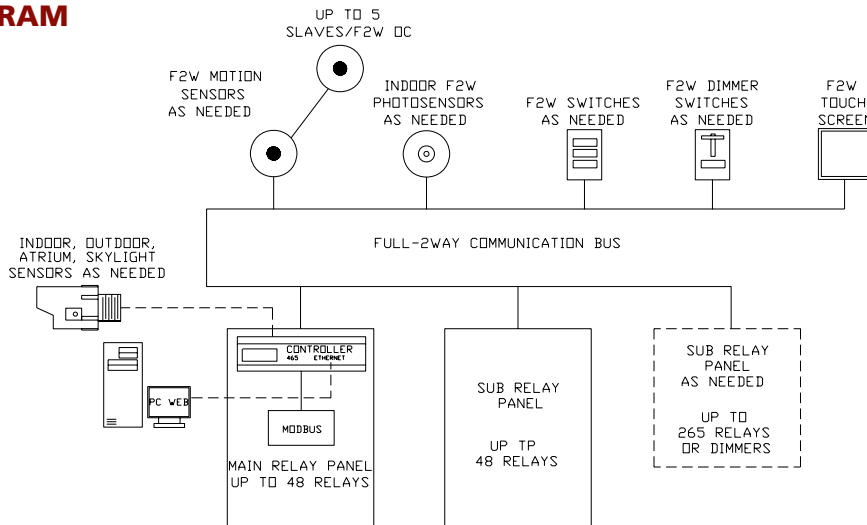 RAM
UP TO 5
SLAVES/F2W OC
F2W MOTION
SENSORS
AS NEEDED
INDOOR F2W
PHOTOSENSORS
AS NEEDED
F2W SWITCHES
AS NEEDED
F2W DIMMER
SWITCHES
AS NEEDED
F2W
TOUCH
SCREEN
FULL-2WAY COMMUNICATION BUS
INDOOR, OUTDOOR,
ATRIUM, SKYLIGHT
SENSORS AS NEEDED
CONTROLLER
465 ETHERNET
PC WEB
MODBUS
MAIN RELAY PANEL
UP TO 48 RELAYS
SUB RELAY
PANEL
UP TP
48 RELAYS
SUB RELAY
PANEL
AS NEEDED
UP TO
265 RELAYS
OR DIMMERS